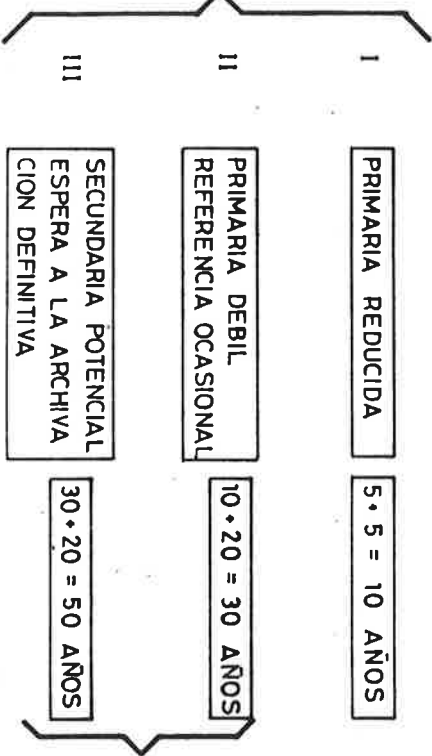 I
PRIMARIA REDUCIDA
5 + 5 = 10 AÑOS
II
PRIMARIA DEBIL
REFERENCIA OCASIONAL
10 + 20 = 30 AÑOS
III
SECUNDARIA POTENCIAL
ESPERA A LA ARCHIVA
CION DEFINITIVA
30 + 20 = 50 AÑOS